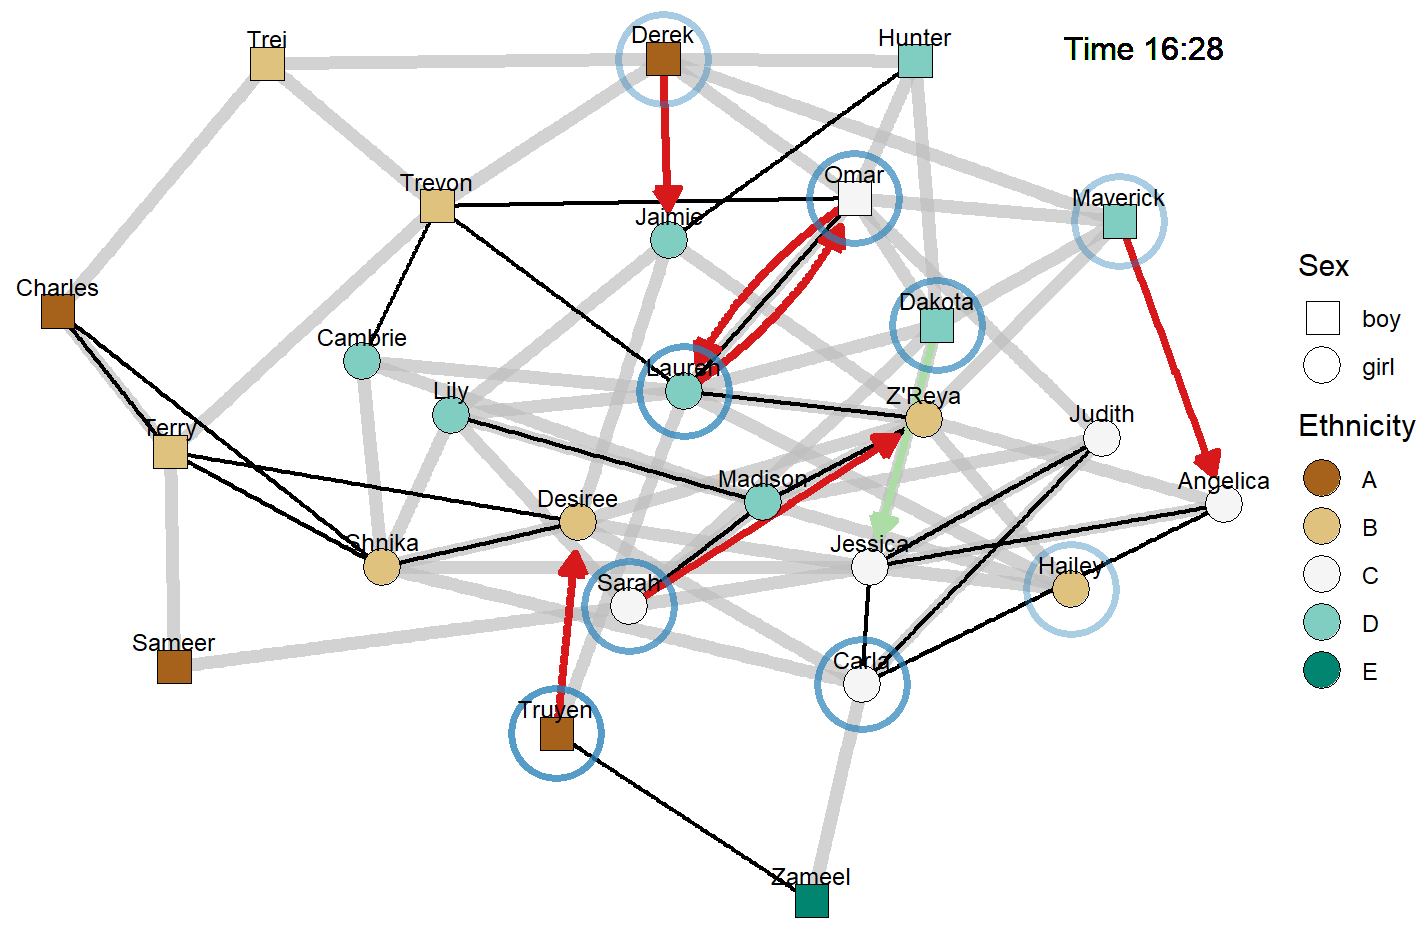 Trei
Derek
Hunter
Time 16:28
Trevon
Omar
Maverick
Jaimie
Charles
Dakota
Sex
boy
girl
Cambrie
Lauren
Lily
Z'Reya
Judith
Terry
Madison
Angelica
Desiree
Ethnicity
A
B
C
D
E
Shnika
Jessica
Hailey
Sarah
Sameer
Carla
Truyen
Zameel